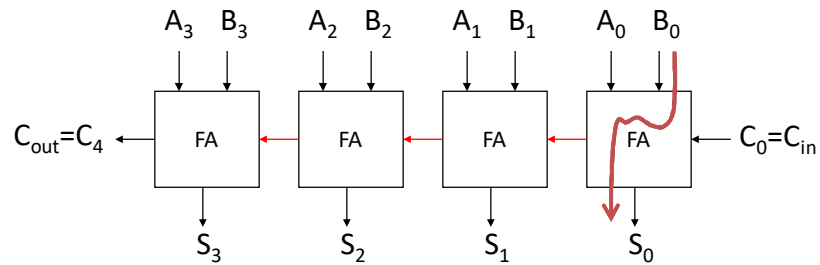 A₃ B₃ A₂ B₂ A₁ B₁ A₀ B₀
Cₒᵤₜ=C₄ FA FA FA FA C₀=Cᵢₙ
S₃ S₂ S₁ S₀